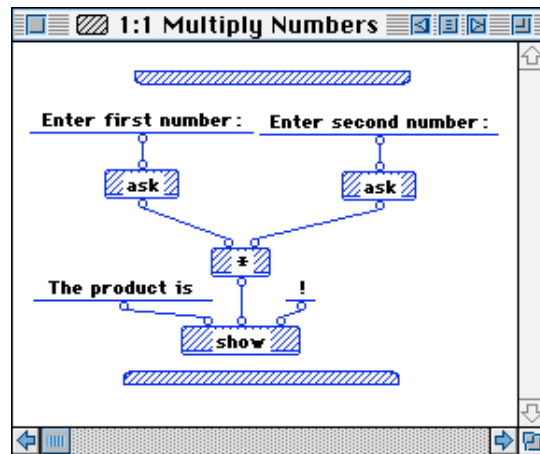 1:1 Multiply Numbers
Enter first number:
Enter second number:
ask
ask
*
The product is
!
show